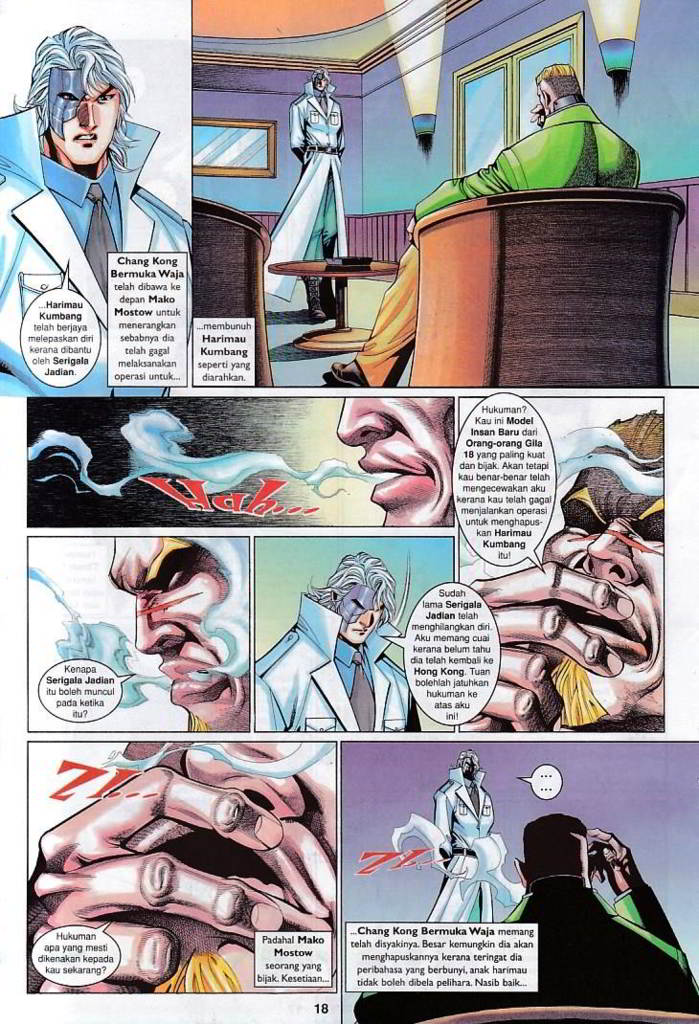 ...Harimau
Kumbang
telah berjaya
melepaskan diri
kerana dibantu
oleh Serigala
Jadian.
Chang Kong
Bermuka Waja
telah dibawa ke
depan Mako
Mostow untuk
menerangkan
sebabnya dia
telah gagal
melaksanakan
operasi untuk...
...membunuh
Harimau
Kumbang
seperti yang
diarahkan.
Hah...
Hukuman?
Kau ini Model
Insan Baru dari
Orang-orang Gila
18 yang paling kuat
dan bijak. Akan tetapi
kau benar-benar telah
mengecewakan aku
kerana kau telah gagal
menjalankan operasi
untuk menghapus-
kan Harimau
Kumbang
itu!
Kenapa
Serigala Jadian
itu boleh muncul
pada ketika
itu?
Sudah
lama Serigala
Jadian telah
menghilangkan diri.
Aku memang cuai
kerana belum tahu
dia telah kembali ke
Hong Kong. Tuan
bolehlah jatuhkan
hukuman ke
atas aku
ini!
Hukuman
apa yang mesti
dikenakan kepada
kau sekarang?
Padahal Mako
Mostow
seorang yang
bijak. Kesetiaan...
...
...
...Chang Kong Bermuka Waja memang
telah disyakinya. Besar kemungkin dia akan
menghapuskannya kerana teringat dia
peribahasa yang berbunyi, anak harimau
tidak boleh dibela pelihara. Nasib baik...
18